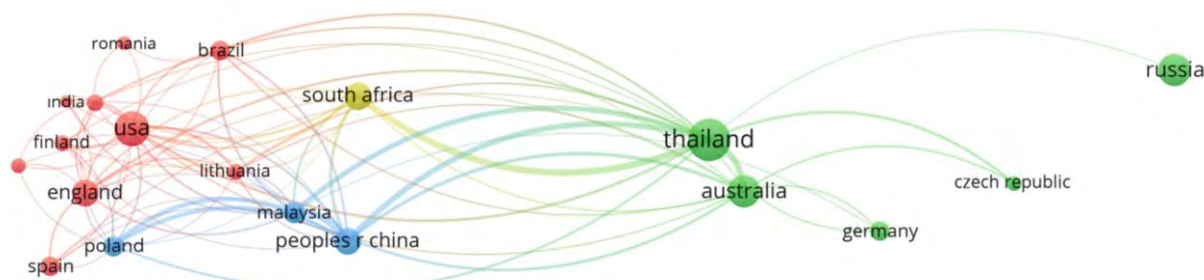 romania
brazil
russia
south africa
india
usa
thailand
finland
lithuania
england
australia
czech republic
malaysia
germany
peoples r china
poland
spain